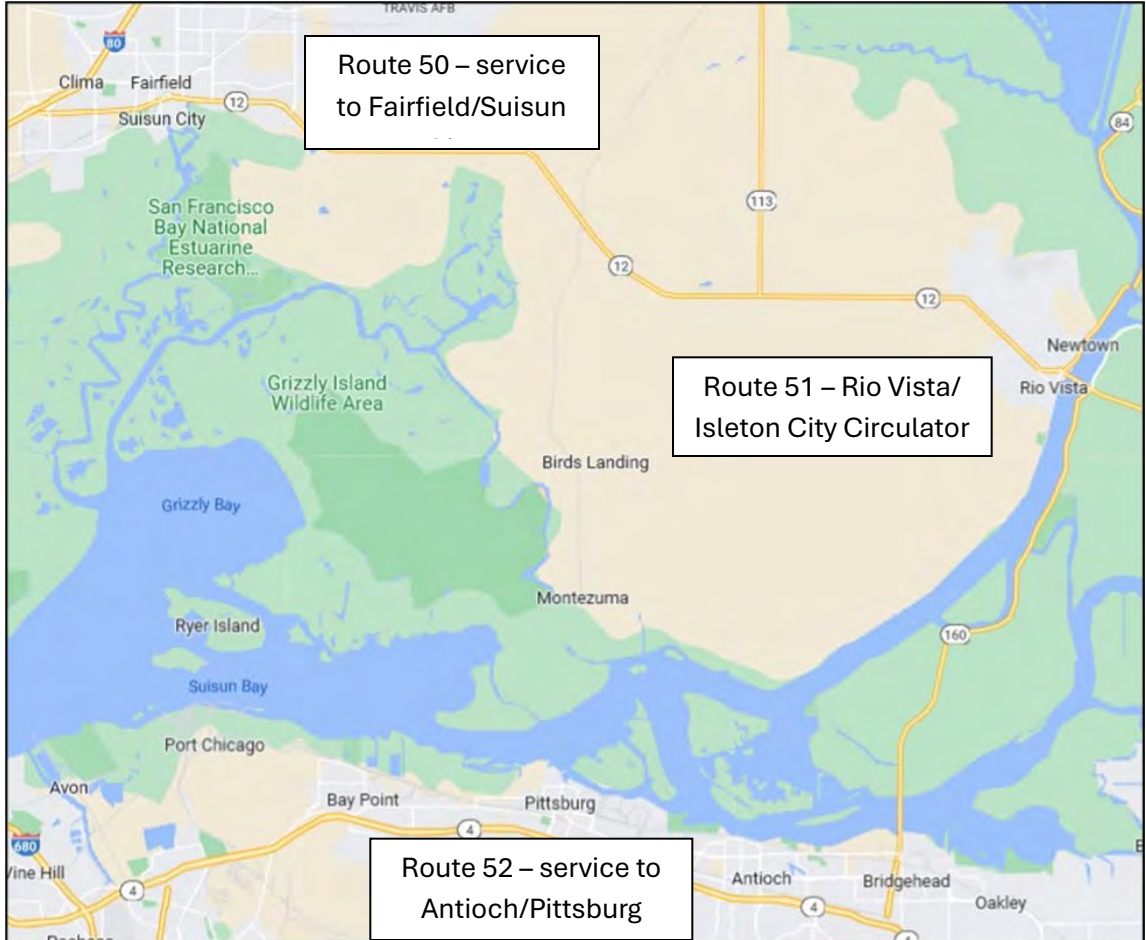 TRAVIS AFB
80
Clima
Fairfield
12
Suisun City
Route 50 – service
to Fairfield/Suisun
84
113
San Francisco
Bay National
Estuarine
Research...
12
12
Newtown
Rio Vista
Route 51 – Rio Vista/
Isleton City Circulator
Grizzly Island
Wildlife Area
Birds Landing
Grizzly Bay
Montezuma
Ryer Island
160
Suisun Bay
Port Chicago
Avon
Bay Point
Pittsburg
4
680
Vine Hill
4
Route 52 – service to
Antioch/Pittsburg
Antioch
Bridgehead
Oakley
4
4